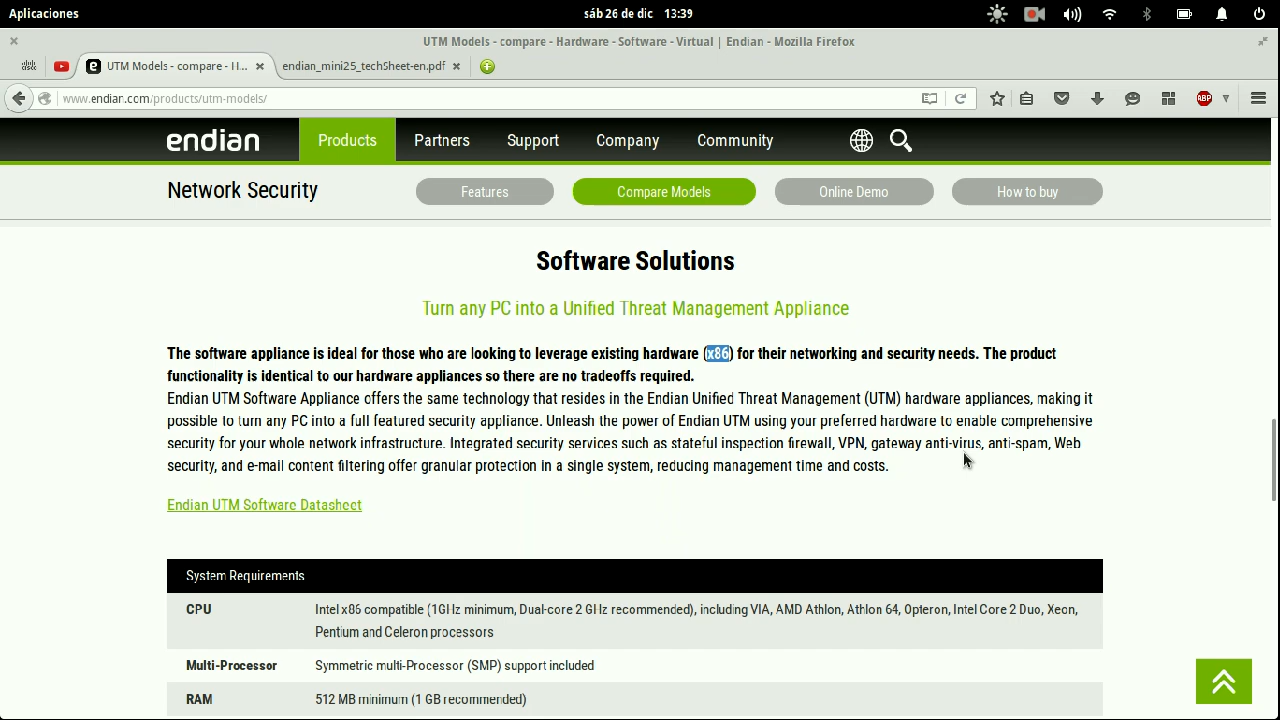 Aplicaciones
sáb 26 de dic 13:39
UTM Models - compare - Hardware - Software - Virtual | Endian - Mozilla Firefox
UTM Models - compare - H...
endian_mini25_techSheet-en.pdf
www.endian.com/products/utm-models/
ABP
endian
Products
Partners
Support
Company
Community
Network Security
Features
Compare Models
Online Demo
How to buy
Software Solutions
Turn any PC into a Unified Threat Management Appliance
The software appliance is ideal for those who are looking to leverage existing hardware (x86) for their networking and security needs. The product
functionality is identical to our hardware appliances so there are no tradeoffs required.
Endian UTM Software Appliance offers the same technology that resides in the Endian Unified Threat Management (UTM) hardware appliances, making it
possible to turn any PC into a full featured security appliance. Unleash the power of Endian UTM using your preferred hardware to enable comprehensive
security for your whole network infrastructure. Integrated security services such as stateful inspection firewall, VPN, gateway anti-virus, anti-spam, Web
security, and e-mail content filtering offer granular protection in a single system, reducing management time and costs.
Endian UTM Software Datasheet
System Requirements
CPU
Intel x86 compatible (1GHz minimum, Dual-core 2 GHz recommended), including VIA, AMD Athlon, Athlon 64, Opteron, Intel Core 2 Duo, Xeon,
Pentium and Celeron processors
Multi-Processor
Symmetric multi-Processor (SMP) support included
RAM
512 MB minimum (1 GB recommended)